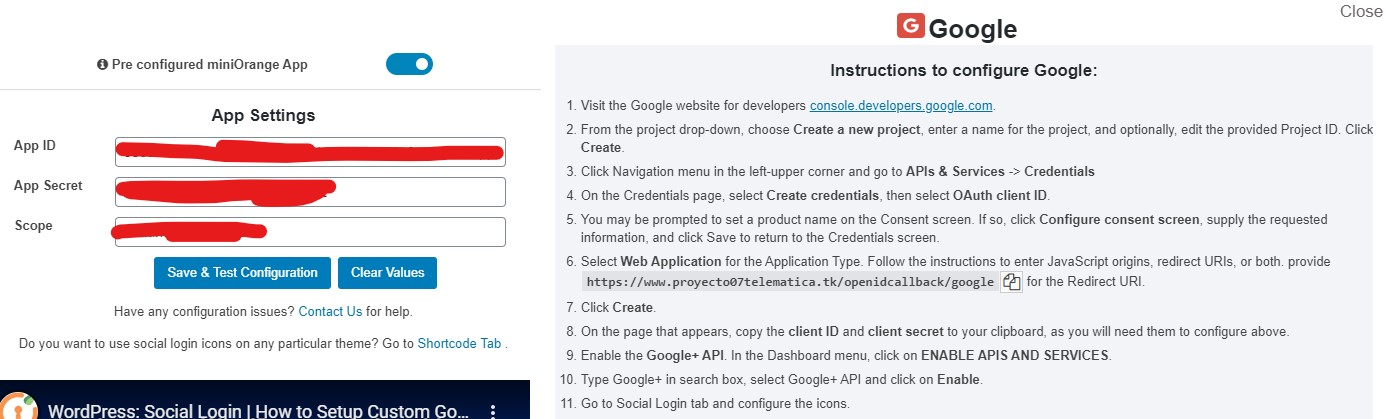 Close
G Google
Pre configured miniOrange App
App Settings
App ID
App Secret
Scope
Save & Test Configuration
Clear Values
Have any configuration issues? Contact Us for help.
Do you want to use social login icons on any particular theme? Go to Shortcode Tab .
WordPress: Social Login | How to Setup Custom Go...
Instructions to configure Google:
1. Visit the Google website for developers console.developers.google.com.
2. From the project drop-down, choose Create a new project, enter a name for the project, and optionally, edit the provided Project ID. Click
Create.
3. Click Navigation menu in the left-upper corner and go to APIs & Services -> Credentials
4. On the Credentials page, select Create credentials, then select OAuth client ID.
5. You may be prompted to set a product name on the Consent screen. If so, click Configure consent screen, supply the requested
information, and click Save to return to the Credentials screen.
6. Select Web Application for the Application Type. Follow the instructions to enter JavaScript origins, redirect URIs, or both. provide
https://www.proyecto07telematica.tk/openidcallback/google for the Redirect URI.
7. Click Create.
8. On the page that appears, copy the client ID and client secret to your clipboard, as you will need them to configure above.
9. Enable the Google+ API. In the Dashboard menu, click on ENABLE APIS AND SERVICES.
10. Type Google+ in search box, select Google+ API and click on Enable.
11. Go to Social Login tab and configure the icons.